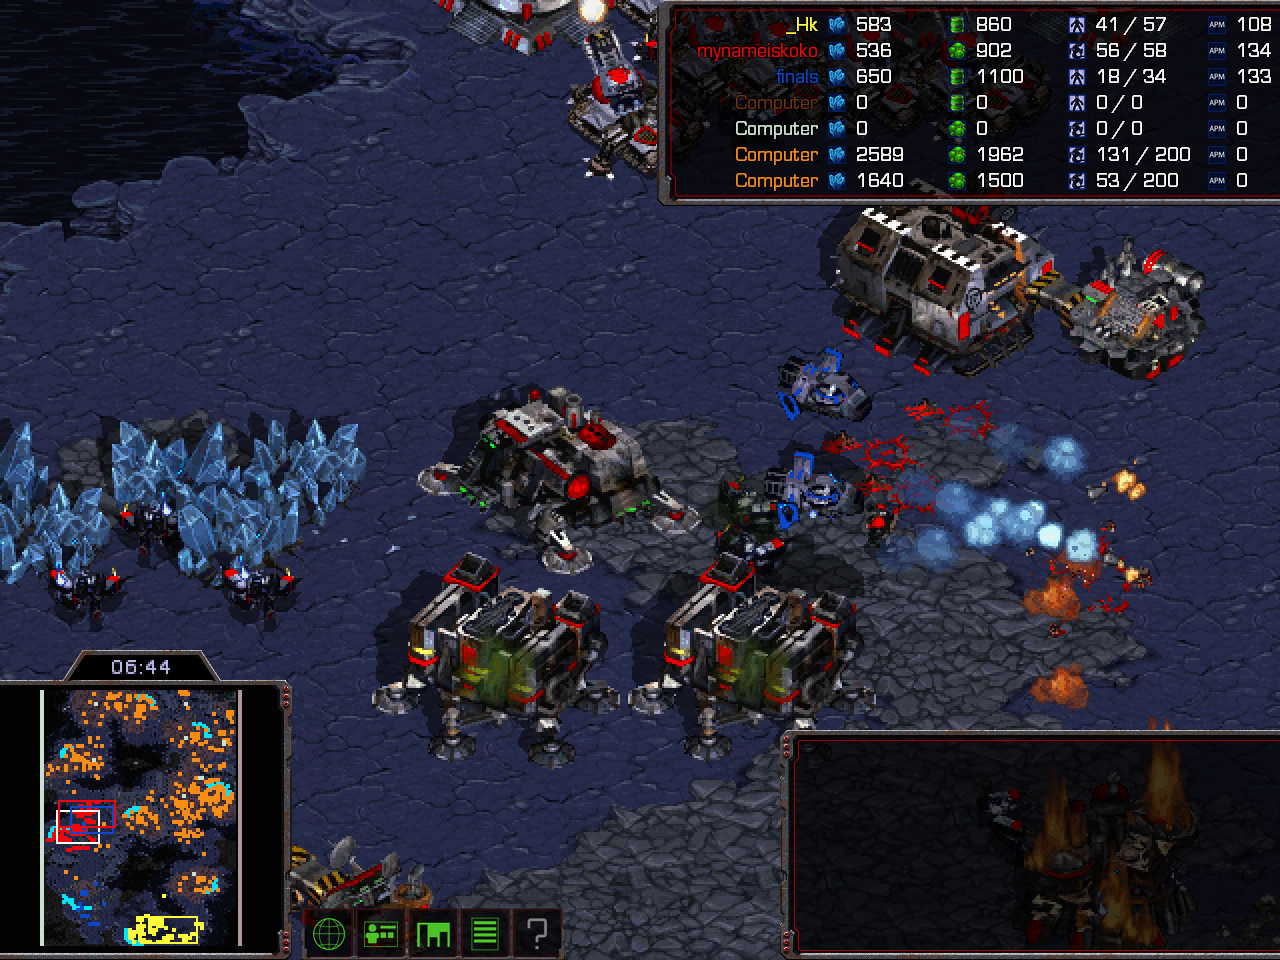 _Hk 583 860 41 / 57 APM 108
mynameiskoko 536 902 56 / 58 APM 134
finals 650 1100 18 / 34 APM 133
Computer 0 0 0 / 0 APM 0
Computer 0 0 0 / 0 APM 0
Computer 2589 1962 131 / 200 APM 0
Computer 1640 1500 53 / 200 APM 0
06:44
?